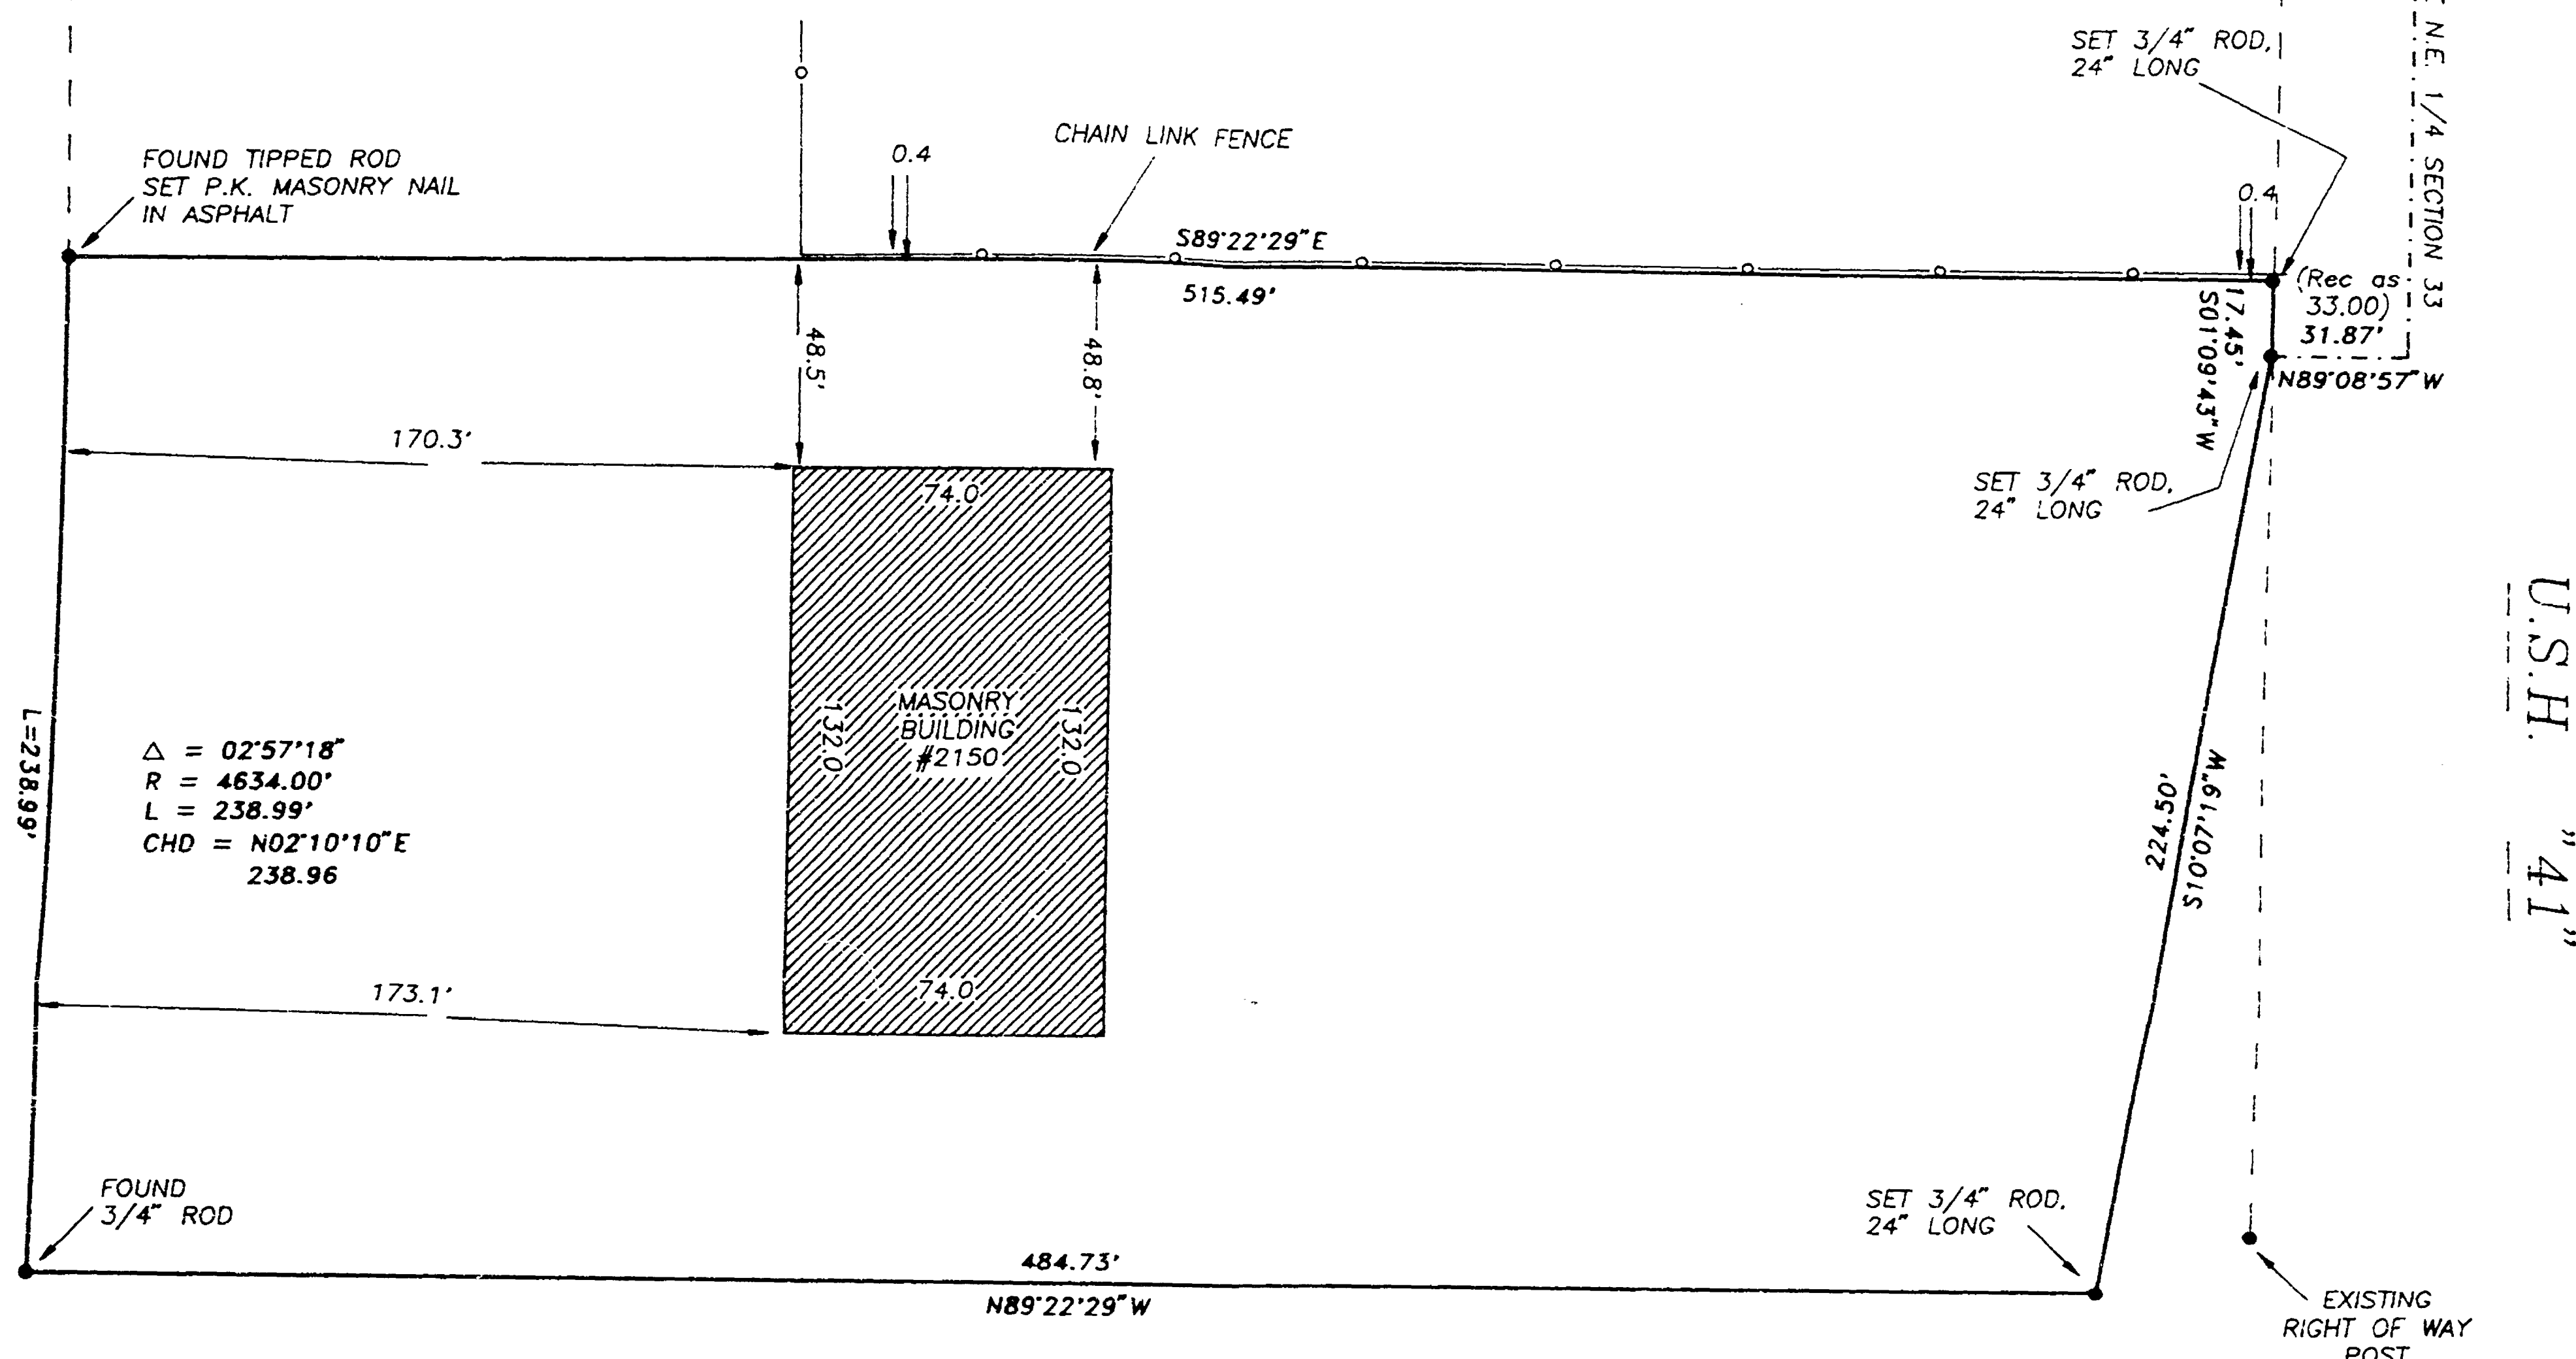 SET 3/4" ROD,
24" LONG
N.E. 1/4 SECTION 33
CHAIN LINK FENCE
0.4
FOUND TIPPED ROD
SET P.K. MASONRY NAIL
IN ASPHALT
0.4
S89°22'29"E
515.49'
(Rec as
33.00)
31.87'
N89°08'57"W
17.45'
S01°09'43"W
48.5'
48.8'
170.3'
74.0
SET 3/4" ROD,
24" LONG
U.S.H. "41"
MASONRY
BUILDING
#2150
132.0
132.0
L=238.99'
△ = 02°57'18"
R = 4634.00'
L = 238.99'
CHD = N02°10'10"E
238.96
224.50'
S10°07'19"W
173.1'
74.0
FOUND
3/4" ROD
SET 3/4" ROD,
24" LONG
484.73'
N89°22'29"W
EXISTING
RIGHT OF WAY
POST